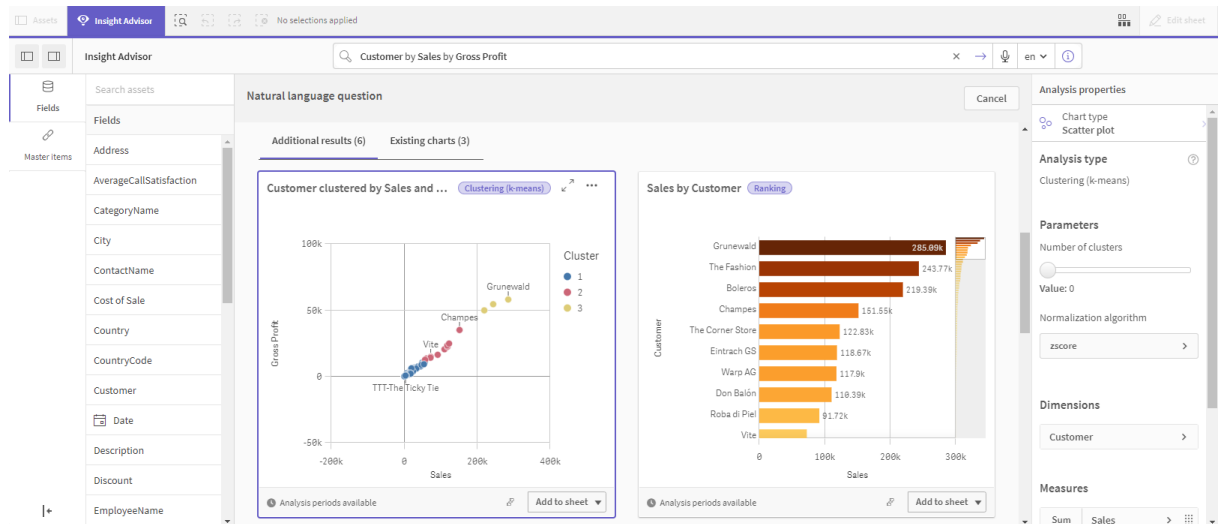 Assets
Insight Advisor
No selections applied
Edit sheet
Insight Advisor
Customer by Sales by Gross Profit
en
Fields
Master items
Search assets
Fields
Address
AverageCallSatisfaction
CategoryName
City
ContactName
Cost of Sale
Country
CountryCode
Customer
Date
Description
Discount
EmployeeName
Natural language question
Cancel
Additional results (6) Existing charts (3)
Customer clustered by Sales and ... Clustering (k-means)
100k
50k
0
-50k
Gross Profit
Grunewald
Champes
Vite
TTT-The Ticky Tie
-200k 0 200k 400k
Sales
Cluster
1
2
3
Analysis periods available
Add to sheet
Sales by Customer Ranking
Customer
Grunewald 285.09k
The Fashion 243.77k
Boleros 219.39k
Champes 151.55k
The Corner Store 122.83k
Eintrach GS 118.67k
Warp AG 117.9k
Don Balón 110.39k
Roba di Piel 91.72k
Vite
0 100k 200k 300k
Sales
Analysis periods available
Add to sheet
Analysis properties
Chart type
Scatter plot
Analysis type
Clustering (k-means)
Parameters
Number of clusters
Value: 0
Normalization algorithm
zscore
Dimensions
Customer
Measures
Sum Sales